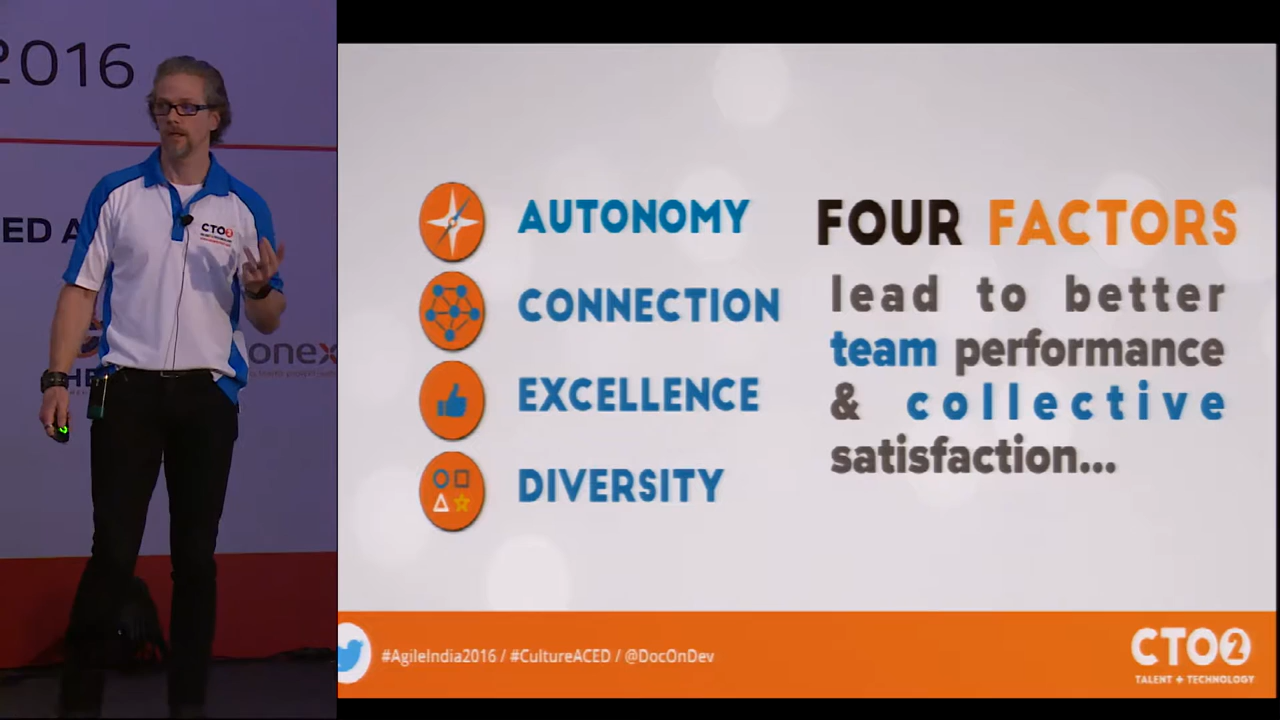 2016
ED A
CTO2
onex
AUTONOMY
CONNECTION
EXCELLENCE
DIVERSITY
FOUR FACTORS
lead to better
team performance
& collective
satisfaction...
#AgileIndia2016 / #CultureACED / @DocOnDev
CTO2
TALENT + TECHNOLOGY